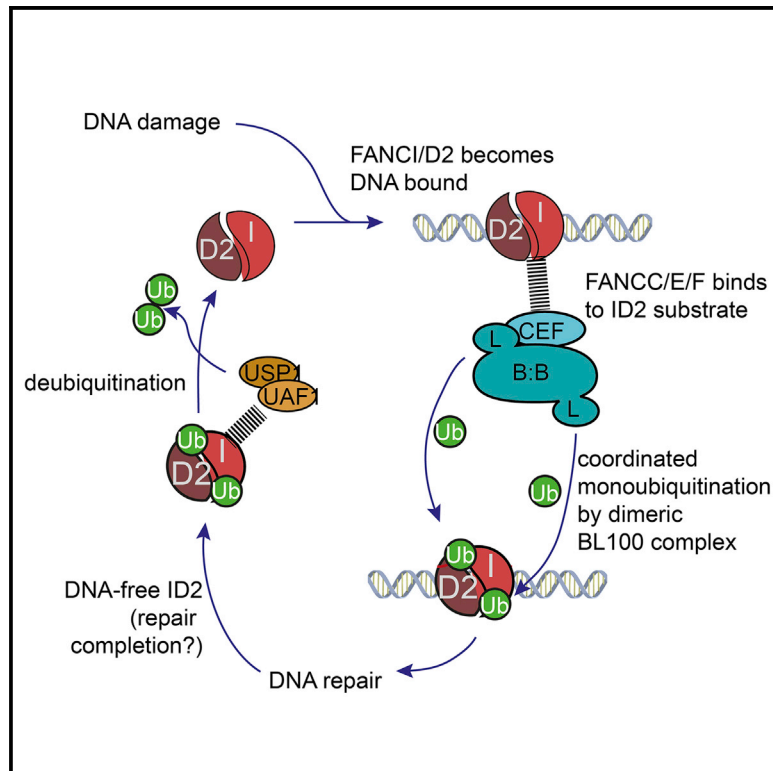 DNA damage
FANCI/D2 becomes
DNA bound
I
D2
I
D2
Ub
Ub
FANCC/E/F binds
to ID2 substrate
CEF
L
B:B
L
USP1
UAF1
deubiquitination
Ub
I
D2
Ub
Ub
Ub
coordinated
monoubiquitination
by dimeric
BL100 complex
Ub
I
D2
Ub
DNA-free ID2
(repair
completion?)
DNA repair